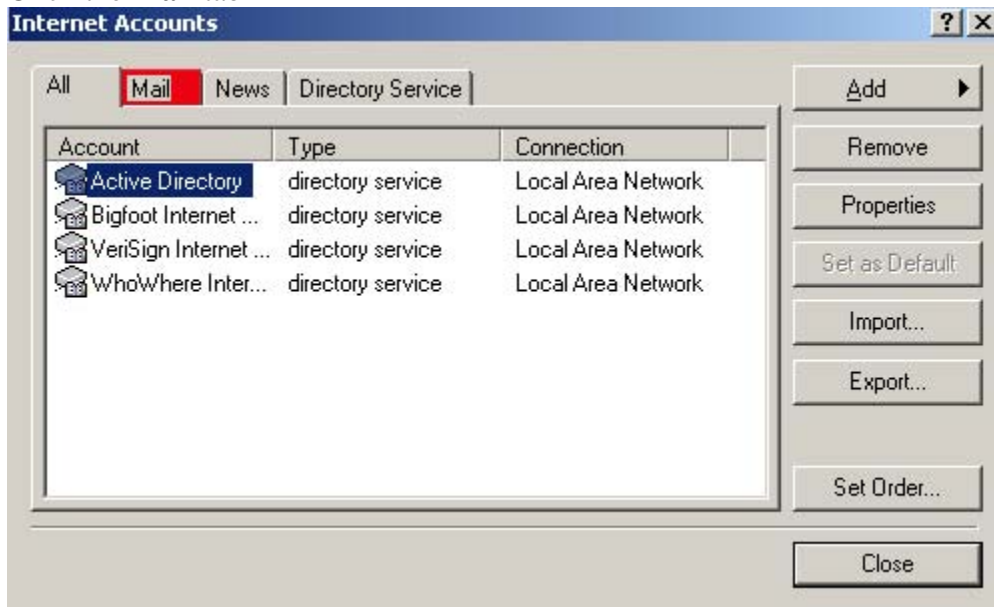 Internet Accounts
All Mail News Directory Service
Add
Remove
Properties
Set as Default
Import...
Export...
Set Order...
Close
Account Type Connection
Active Directory directory service Local Area Network
Bigfoot Internet ... directory service Local Area Network
VeriSign Internet ... directory service Local Area Network
WhoWhere Inter... directory service Local Area Network